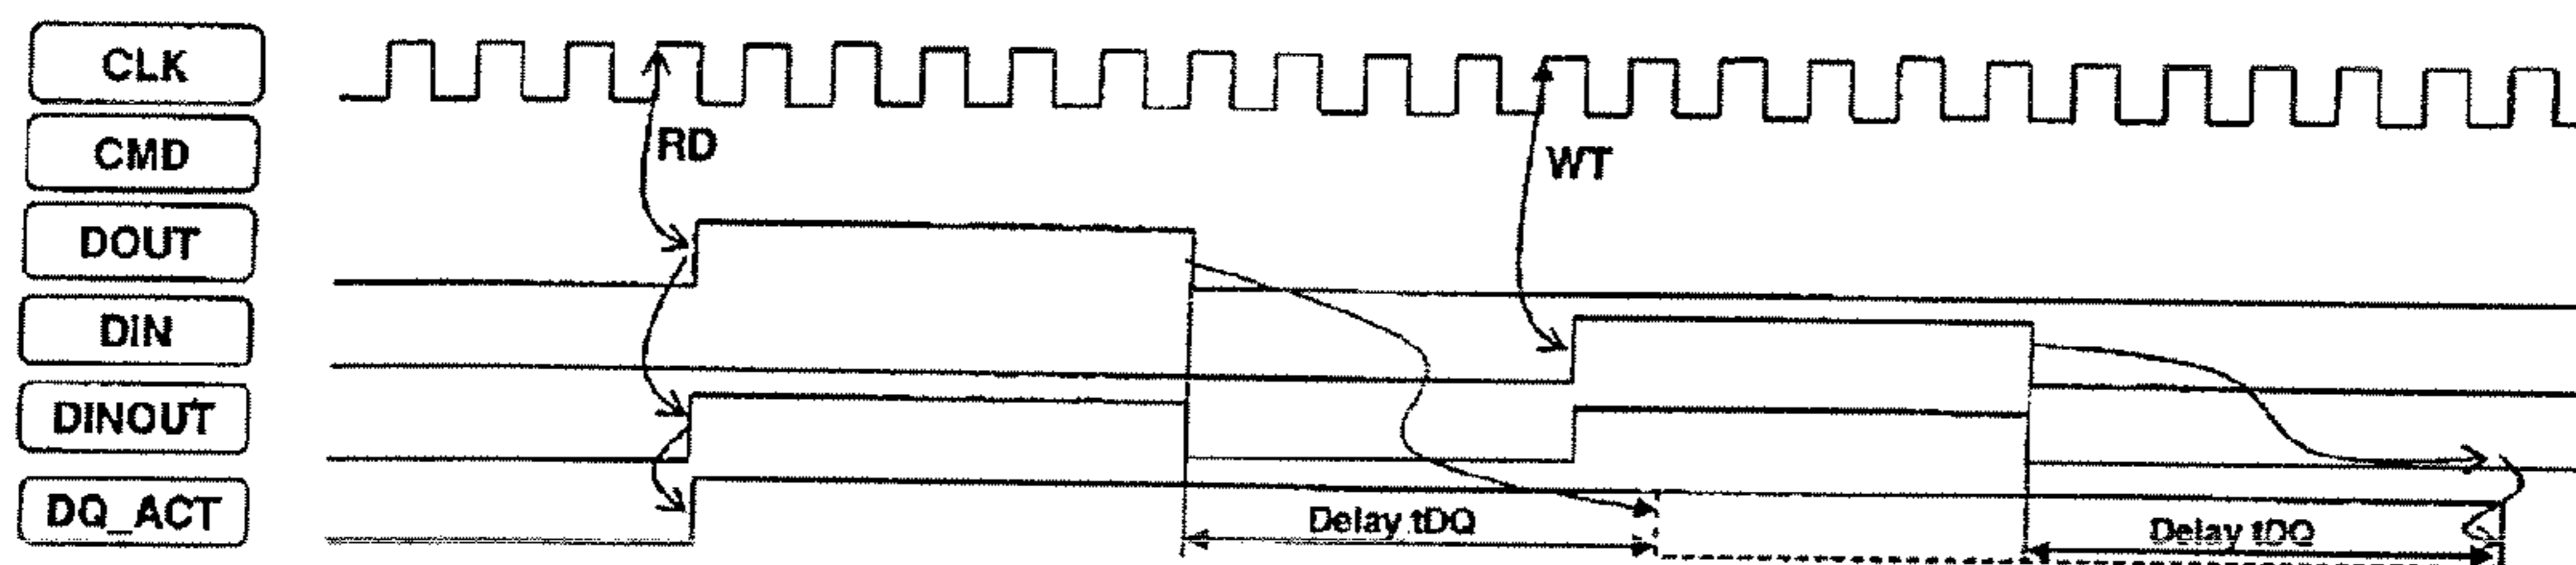 CLK
CMD
RD
WT
DOUT
DIN
DINOUT
DQ_ACT
Delay tDQ
Delay tDQ